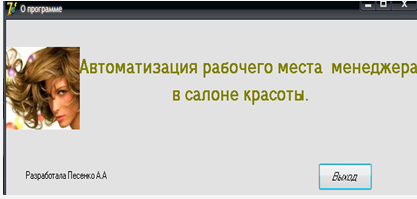 О программе
Автоматизация рабочего места менеджера
в салоне красоты.
Разработала Песенко А.А
Выход